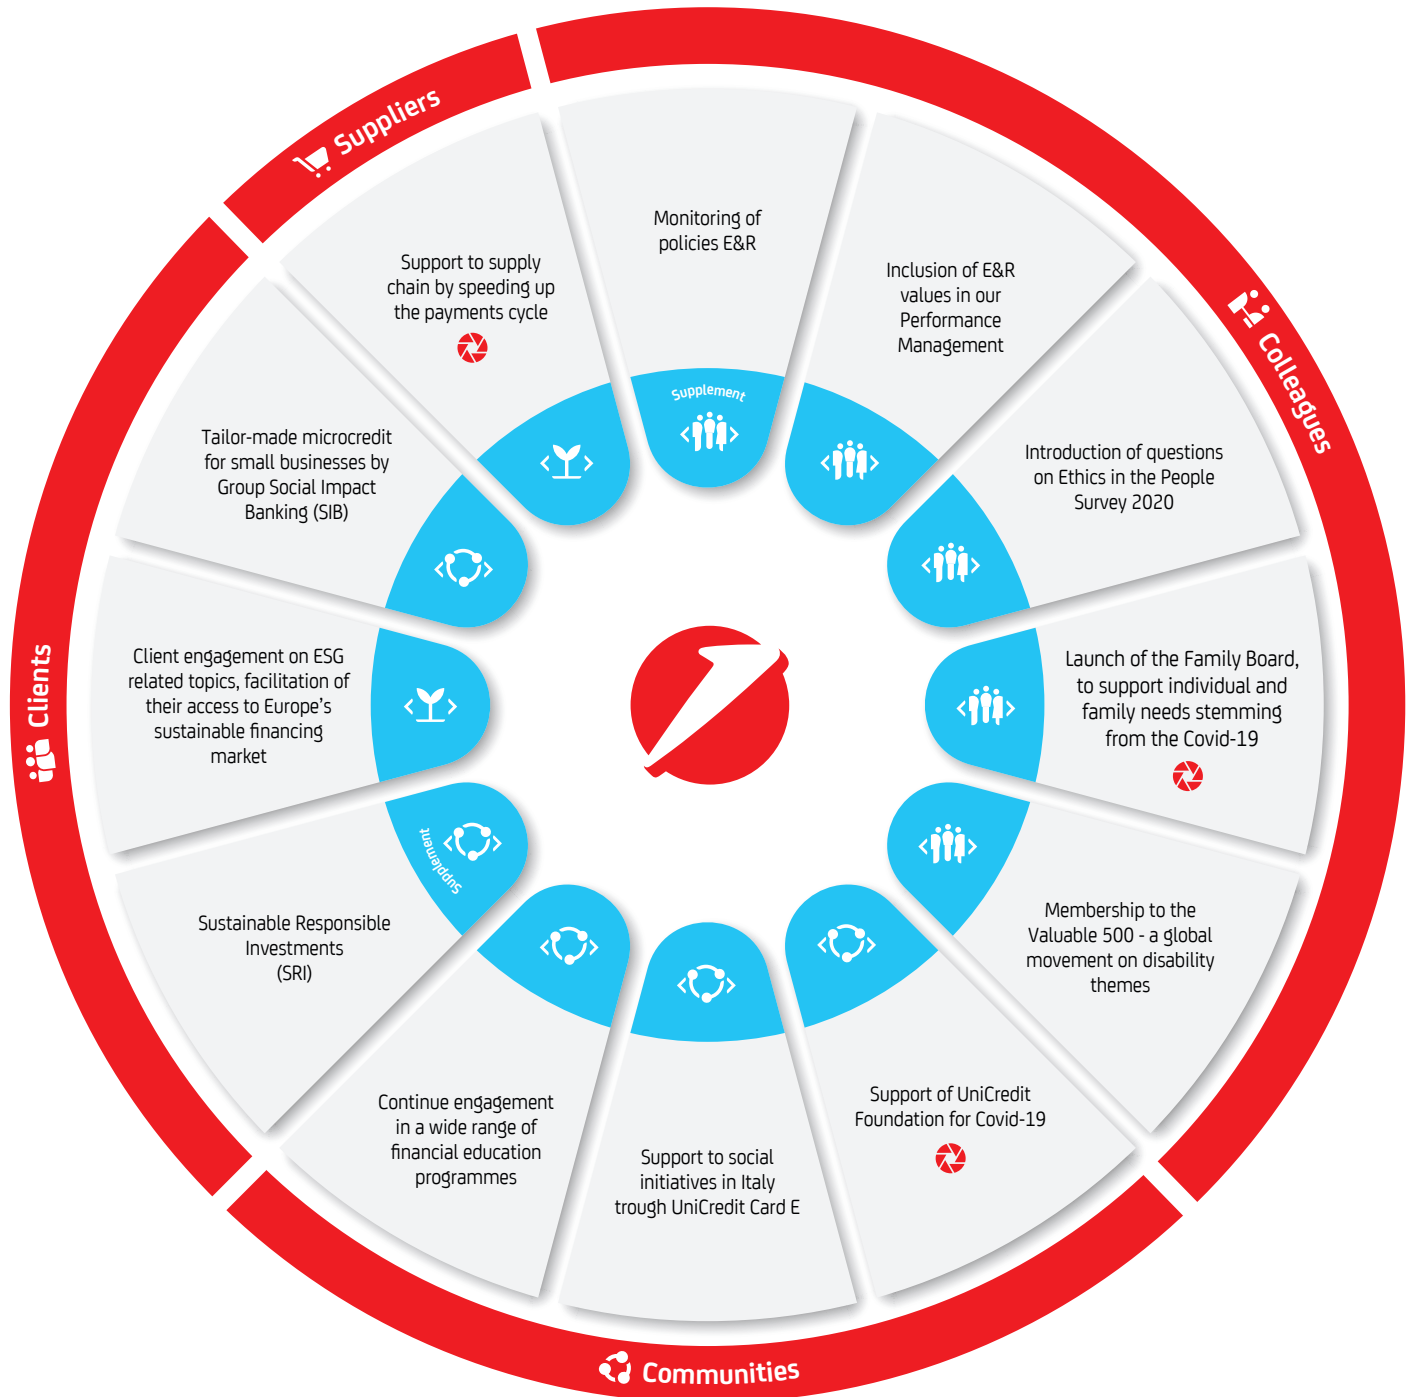 Suppliers
Colleagues
Clients
Communities
Monitoring of
policies E&R
Supplement
Inclusion of E&R
values in our
Performance
Management
Introduction of questions
on Ethics in the People
Survey 2020
Launch of the Family Board,
to support individual and
family needs stemming
from the Covid-19
Membership to the
Valuable 500 - a global
movement on disability
themes
Support of UniCredit
Foundation for Covid-19
Support to social
initiatives in Italy
trough UniCredit Card E
Continue engagement
in a wide range of
financial education
programmes
Sustainable Responsible
Investments
(SRI)
Supplement
Client engagement on ESG
related topics, facilitation of
their access to Europe's
sustainable financing
market
Tailor-made microcredit
for small businesses by
Group Social Impact
Banking (SIB)
Support to supply
chain by speeding up
the payments cycle